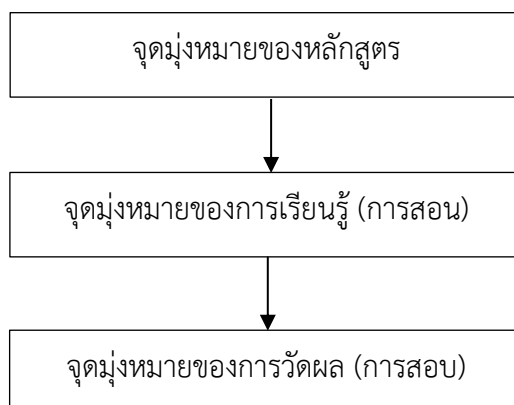 จุดมุ่งหมายของหลักสูตร
จุดมุ่งหมายของการเรียนรู้ (การสอน)
จุดมุ่งหมายของการวัดผล (การสอบ)